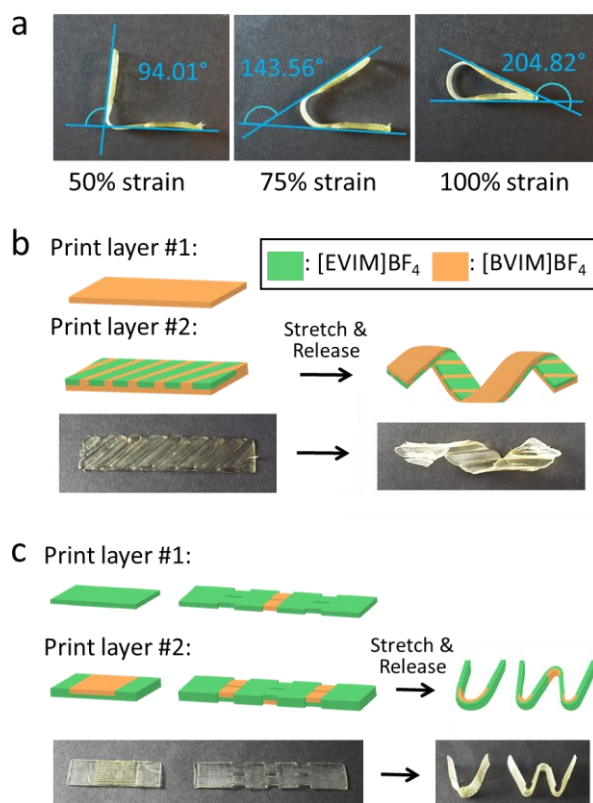 a
94.01°
143.56°
204.82°
50% strain
75% strain
100% strain
b
Print layer #1:
: [EVIM]BF₄
: [BVIM]BF₄
Print layer #2:
Stretch &
Release
c
Print layer #1:
Print layer #2:
Stretch &
Release